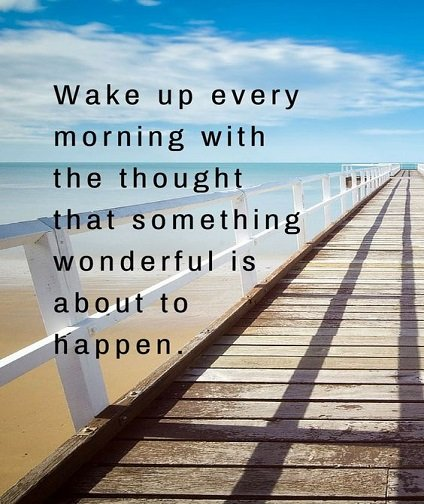 Wake up every
morning with
the thought
that something
wonderful is
about to
happen.